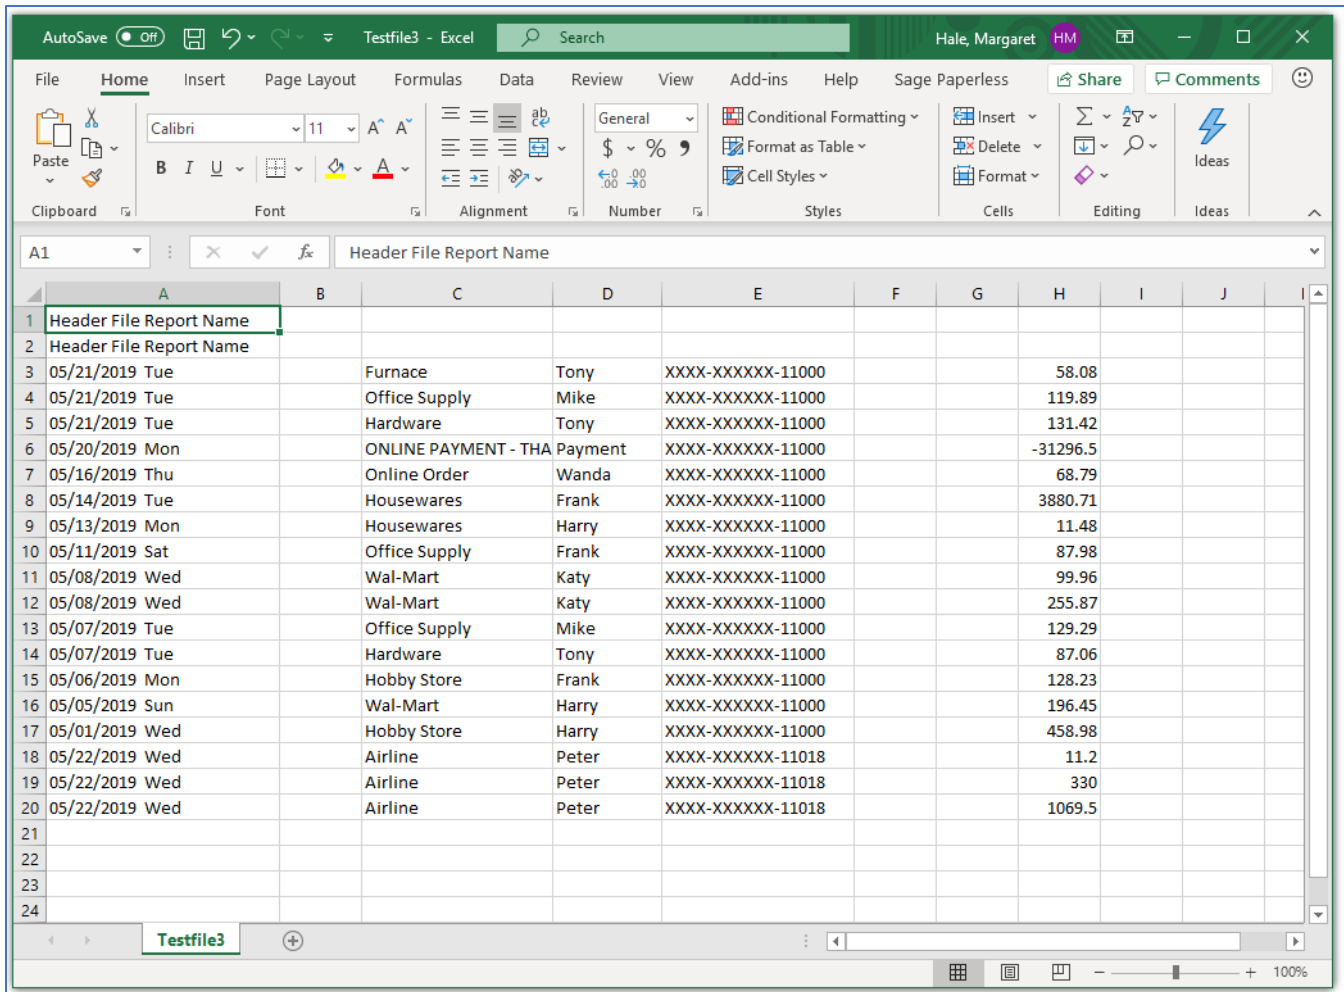 AutoSave Off Testfile3 - Excel Search Hale, Margaret HM
File Home Insert Page Layout Formulas Data Review View Add-ins Help Sage Paperless Share Comments
Paste Calibri 11 A A ab c General Conditional Formatting Insert Σ A Z Ideas
B I U A $ % 9 Format as Table Delete
.00 .00 Cell Styles Format
Clipboard Font Alignment Number Styles Cells Editing Ideas
A1 fx Header File Report Name
A B C D E F G H I J
1 Header File Report Name
2 Header File Report Name
3 05/21/2019 Tue Furnace Tony XXXX-XXXXXX-11000 58.08
4 05/21/2019 Tue Office Supply Mike XXXX-XXXXXX-11000 119.89
5 05/21/2019 Tue Hardware Tony XXXX-XXXXXX-11000 131.42
6 05/20/2019 Mon ONLINE PAYMENT - THA Payment XXXX-XXXXXX-11000 -31296.5
7 05/16/2019 Thu Online Order Wanda XXXX-XXXXXX-11000 68.79
8 05/14/2019 Tue Housewares Frank XXXX-XXXXXX-11000 3880.71
9 05/13/2019 Mon Housewares Harry XXXX-XXXXXX-11000 11.48
10 05/11/2019 Sat Office Supply Frank XXXX-XXXXXX-11000 87.98
11 05/08/2019 Wed Wal-Mart Katy XXXX-XXXXXX-11000 99.96
12 05/08/2019 Wed Wal-Mart Katy XXXX-XXXXXX-11000 255.87
13 05/07/2019 Tue Office Supply Mike XXXX-XXXXXX-11000 129.29
14 05/07/2019 Tue Hardware Tony XXXX-XXXXXX-11000 87.06
15 05/06/2019 Mon Hobby Store Frank XXXX-XXXXXX-11000 128.23
16 05/05/2019 Sun Wal-Mart Harry XXXX-XXXXXX-11000 196.45
17 05/01/2019 Wed Hobby Store Harry XXXX-XXXXXX-11000 458.98
18 05/22/2019 Wed Airline Peter XXXX-XXXXXX-11018 11.2
19 05/22/2019 Wed Airline Peter XXXX-XXXXXX-11018 330
20 05/22/2019 Wed Airline Peter XXXX-XXXXXX-11018 1069.5
21
22
23
24
Testfile3
100%